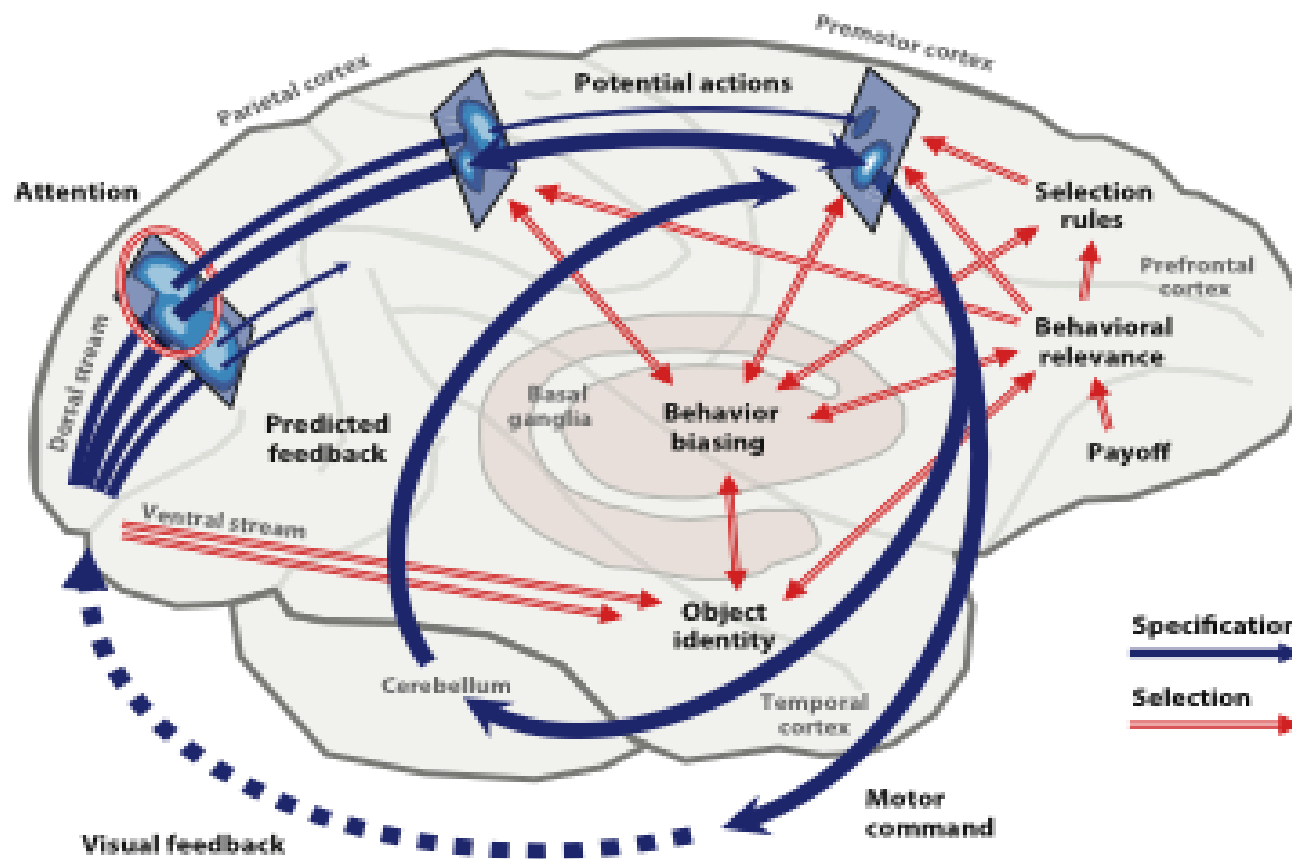 Premotor cortex
Parietal cortex
Potential actions
Attention
Selection
rules
Prefrontal
cortex
Dorsal stream
Behavioral
relevance
Basal
ganglia
Behavior
biasing
Predicted
feedback
Payoff
Ventral stream
Object
identity
Specification
Cerebellum
Selection
Temporal
cortex
Motor
command
Visual feedback